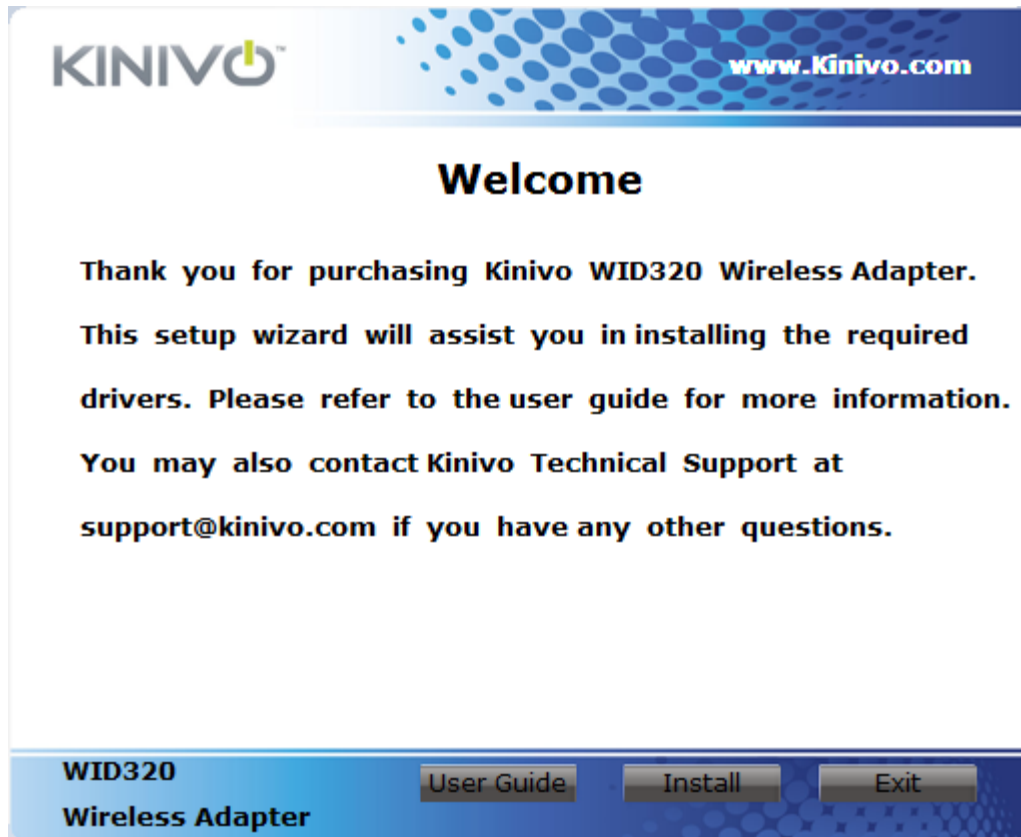 KINIVO™
www.Kinivo.com
Welcome
Thank you for purchasing Kinivo WID320 Wireless Adapter.
This setup wizard will assist you in installing the required
drivers. Please refer to the user guide for more information.
You may also contact Kinivo Technical Support at
support@kinivo.com if you have any other questions.
WID320
Wireless Adapter
User Guide
Install
Exit